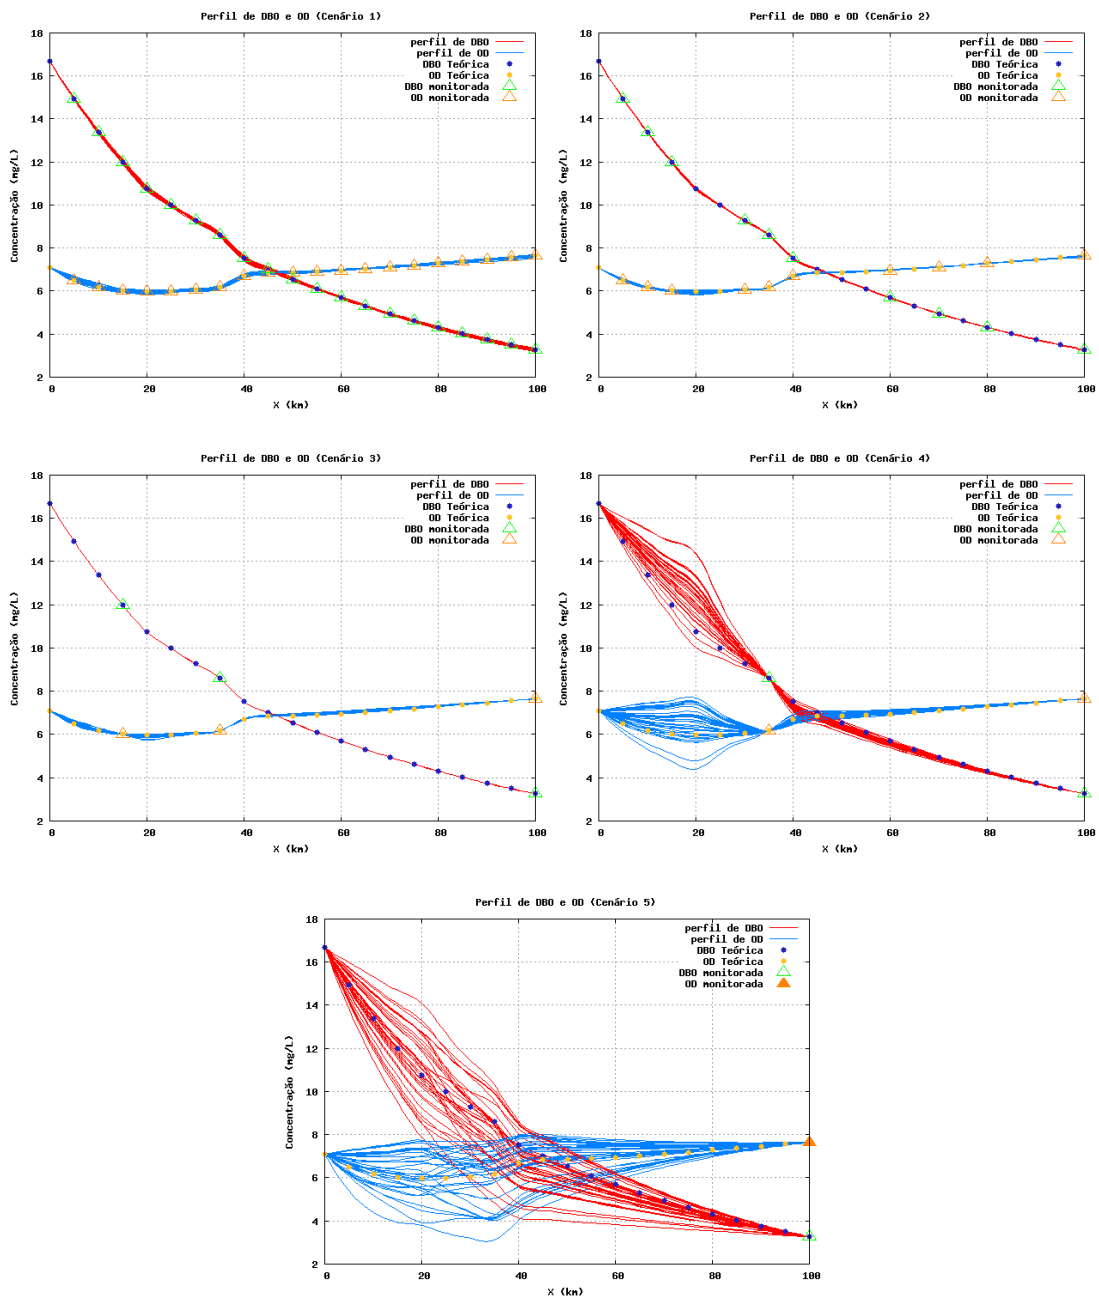 Perfil de DBO e OD (Cenário 1)
perfil de DBO
perfil de OD
DBO Teórica
OD Teórica
DBO monitorada
OD monitorada
Concentração (mg/L)
18
16
14
12
10
8
6
4
2
0
20
40
60
80
100
X (km)
Perfil de DBO e OD (Cenário 2)
perfil de DBO
perfil de OD
DBO Teórica
OD Teórica
DBO monitorada
OD monitorada
Concentração (mg/L)
18
16
14
12
10
8
6
4
2
0
20
40
60
80
100
X (km)
Perfil de DBO e OD (Cenário 3)
perfil de DBO
perfil de OD
DBO Teórica
OD Teórica
DBO monitorada
OD monitorada
Concentração (mg/L)
18
16
14
12
10
8
6
4
2
0
20
40
60
80
100
X (km)
Perfil de DBO e OD (Cenário 4)
perfil de DBO
perfil de OD
DBO Teórica
OD Teórica
DBO monitorada
OD monitorada
Concentração (mg/L)
18
16
14
12
10
8
6
4
2
0
20
40
60
80
100
X (km)
Perfil de DBO e OD (Cenário 5)
perfil de DBO
perfil de OD
DBO Teórica
OD Teórica
DBO monitorada
OD monitorada
Concentração (mg/L)
18
16
14
12
10
8
6
4
2
0
20
40
60
80
100
X (km)